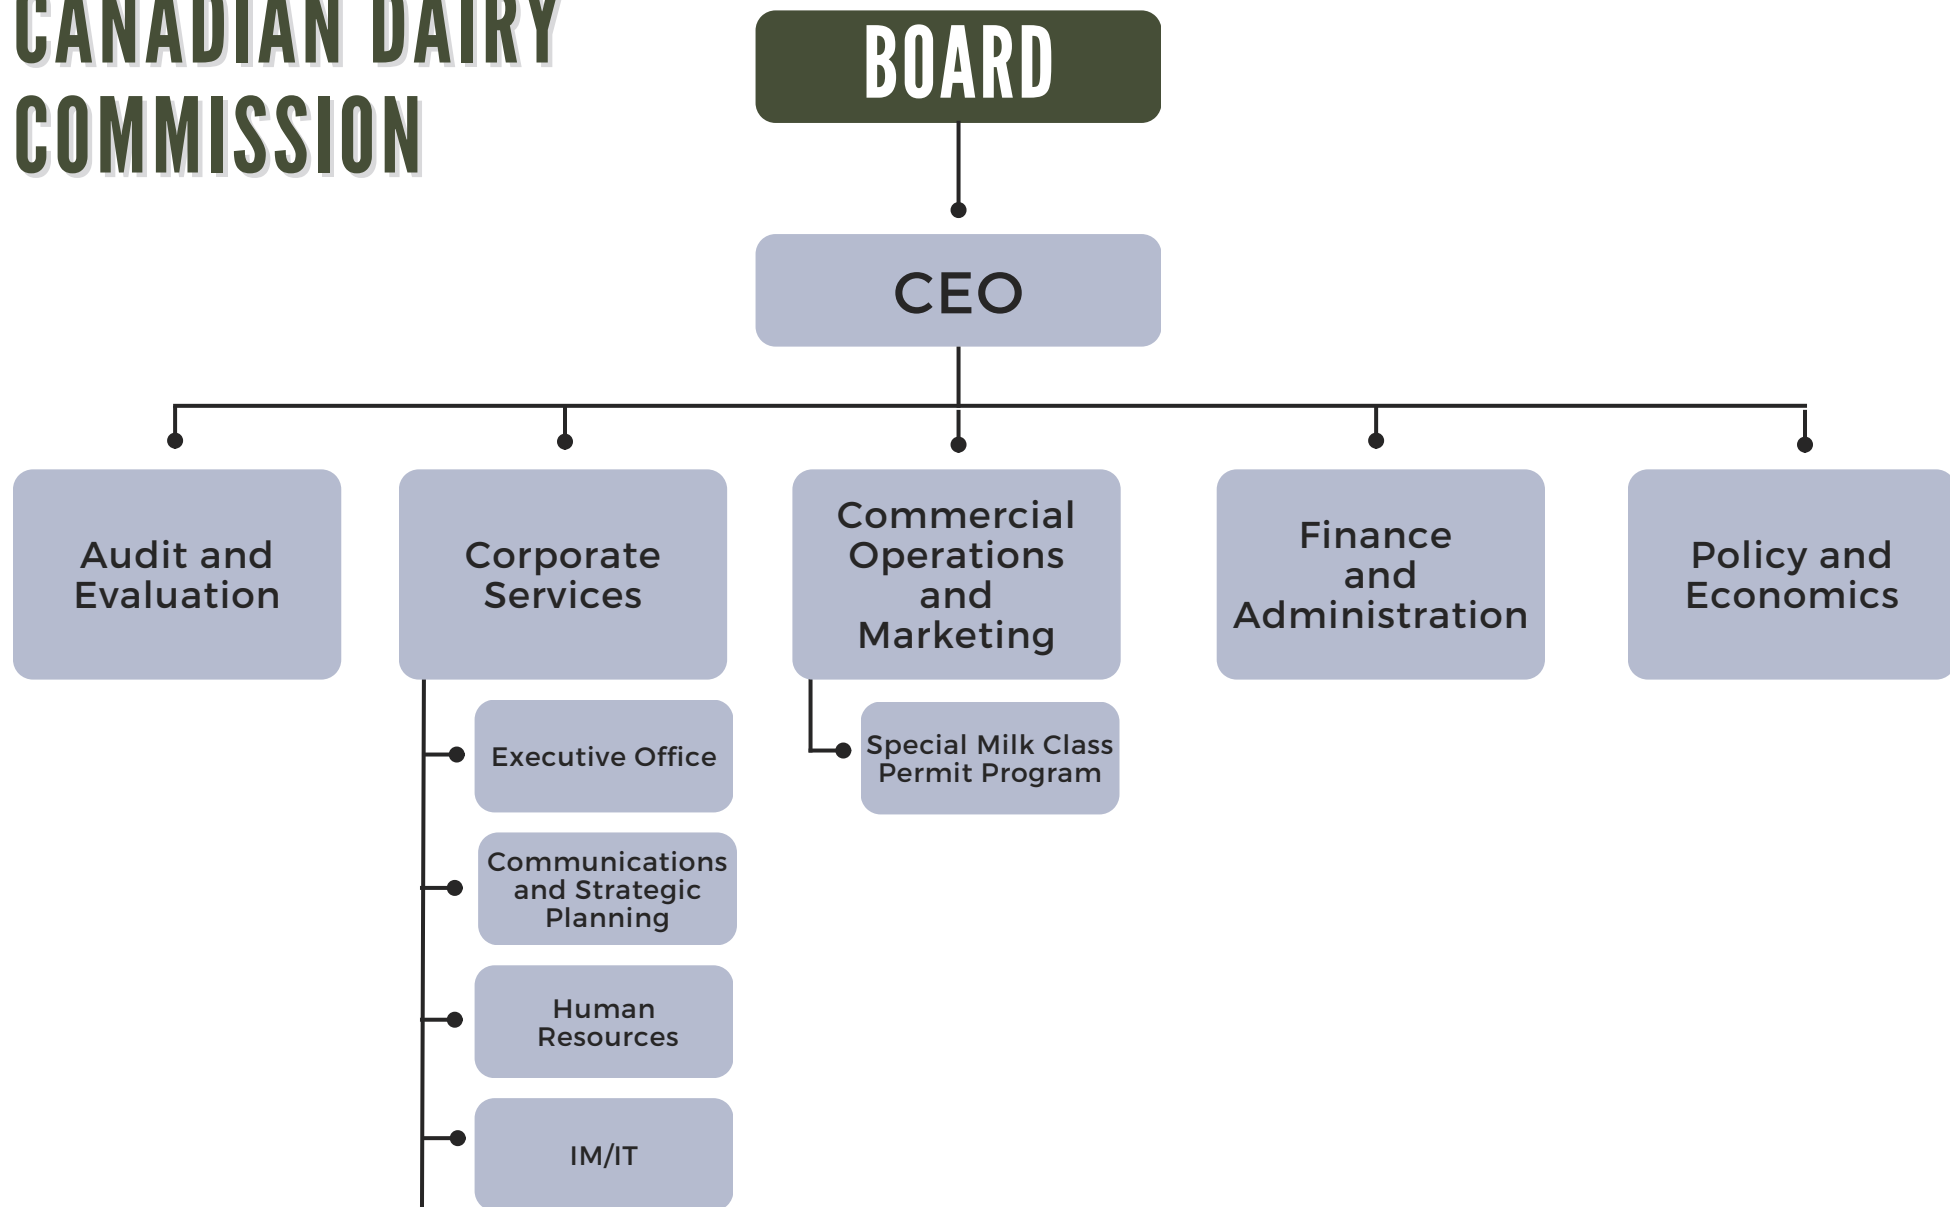 CANADIAN DAIRY
COMMISSION
BOARD
CEO
Audit and
Evaluation
Corporate
Services
Commercial
Operations
and
Marketing
Finance
and
Administration
Policy and
Economics
Executive Office
Communications
and Strategic
Planning
Human
Resources
IM/IT
Special Milk Class
Permit Program